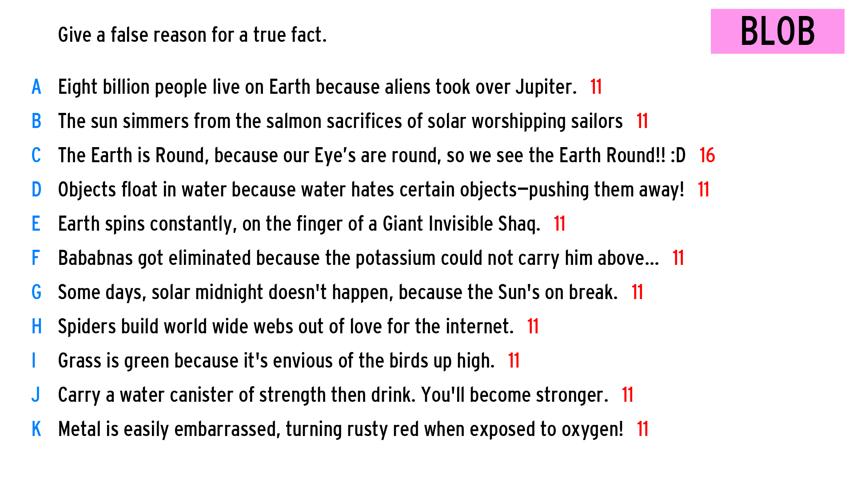 Give a false reason for a true fact.
BLOB
A Eight billion people live on Earth because aliens took over Jupiter. 11
B The sun simmers from the salmon sacrifices of solar worshipping sailors 11
C The Earth is Round, because our Eye's are round, so we see the Earth Round!! :D 16
D Objects float in water because water hates certain objects—pushing them away! 11
E Earth spins constantly, on the finger of a Giant Invisible Shaq. 11
F Bababnas got eliminated because the potassium could not carry him above... 11
G Some days, solar midnight doesn't happen, because the Sun's on break. 11
H Spiders build world wide webs out of love for the internet. 11
I Grass is green because it's envious of the birds up high. 11
J Carry a water canister of strength then drink. You'll become stronger. 11
K Metal is easily embarrassed, turning rusty red when exposed to oxygen! 11